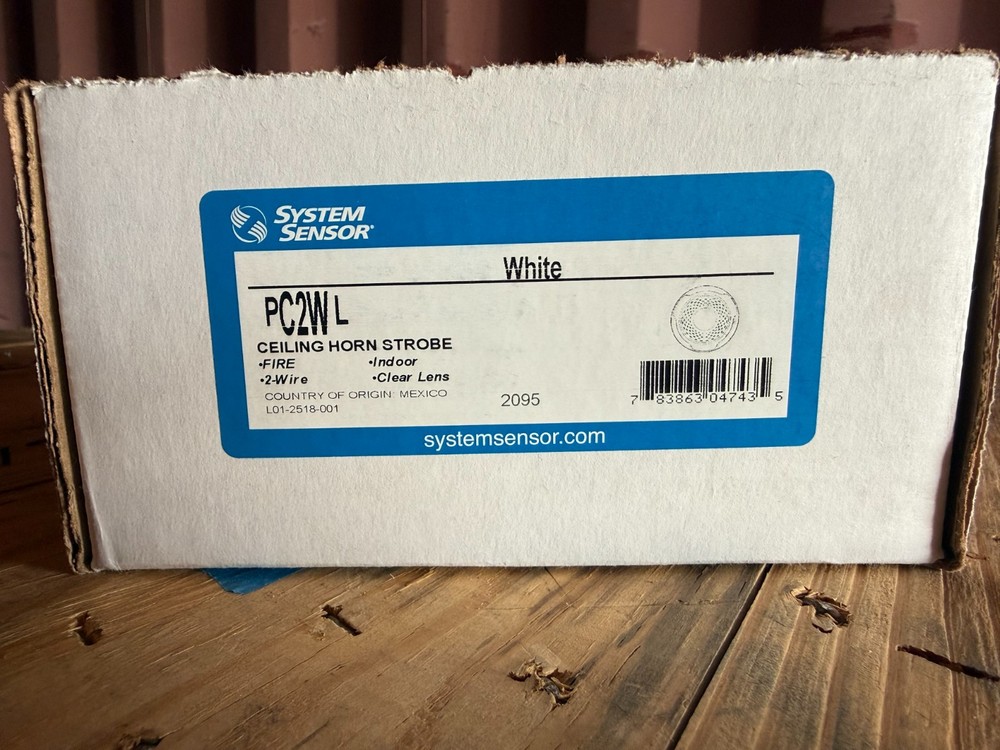 SYSTEM
SENSOR®
White
PC2WL
CEILING HORN STROBE
•FIRE •Indoor
•2-Wire •Clear Lens
COUNTRY OF ORIGIN: MEXICO
L01-2518-001
2095
7 83863 04743 5
systemsensor.com